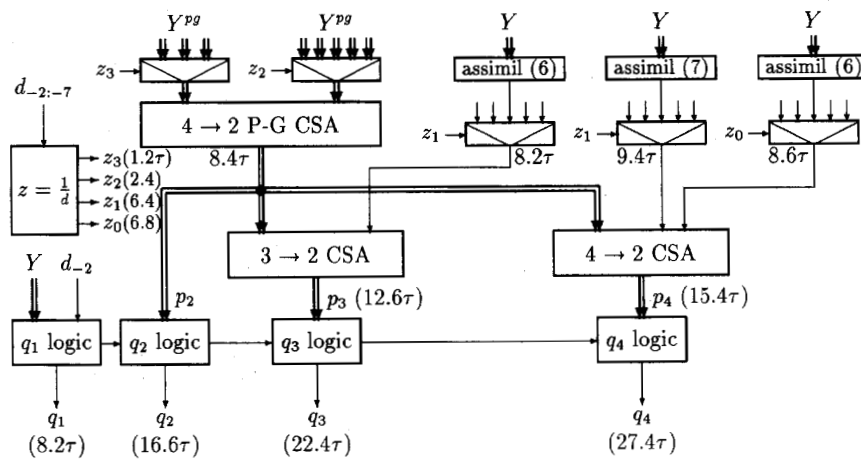 Y^{pg} Y^{pg} Y Y Y
z_3 z_2 assimil (6) assimil (7) assimil (6)
d_{-2:-7}
4 → 2 P-G CSA z_1 z_1 z_0
8.4τ 8.2τ 9.4τ 8.6τ
z = \frac{1}{d}
z_3(1.2τ)
z_2(2.4)
z_1(6.4)
z_0(6.8)
3 → 2 CSA 4 → 2 CSA
Y d_{-2}
p_2 p_3 (12.6τ) p_4 (15.4τ)
q_1 logic q_2 logic q_3 logic q_4 logic
q_1 q_2 q_3 q_4
(8.2τ) (16.6τ) (22.4τ) (27.4τ)